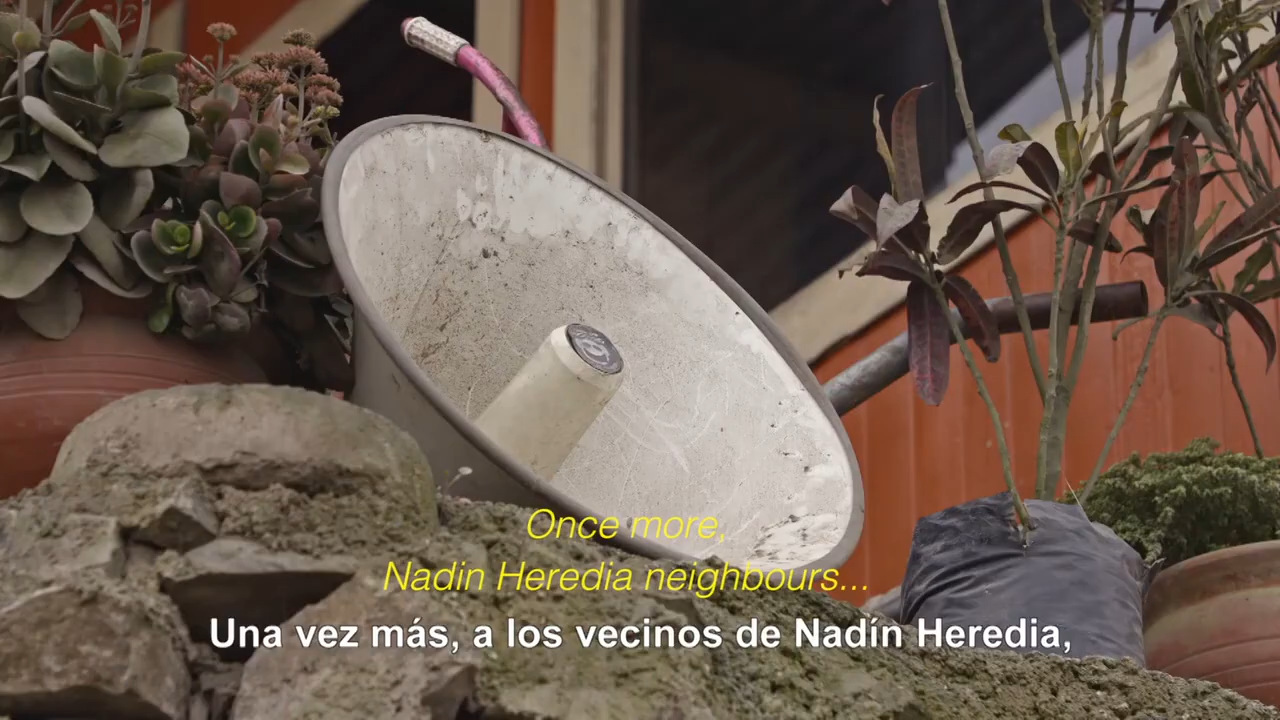 Once more,
Nadin Heredia neighbours...
Una vez más, a los vecinos de Nadín Heredia,